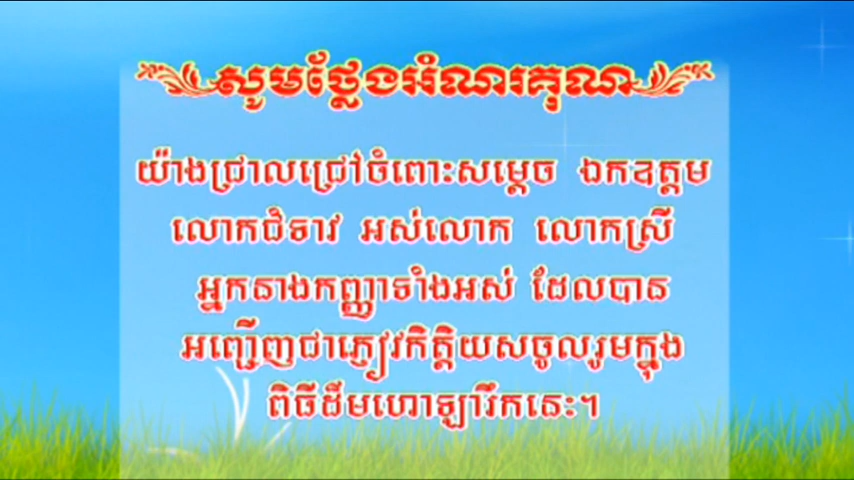 សូមថ្លែងអំណរគុណ
យ៉ាងជ្រាលជ្រៅចំពោះសម្តេច ឯកឧត្តម
លោកជំទាវ អស់លោក លោកស្រី
អ្នកនាងកញ្ញាទាំងអស់ ដែលបាន
អញ្ជើញជាភ្ញៀវកិត្តិយសចូលរូមក្នុង
ពិធីដ៏មហោឡារឹកនេះ។